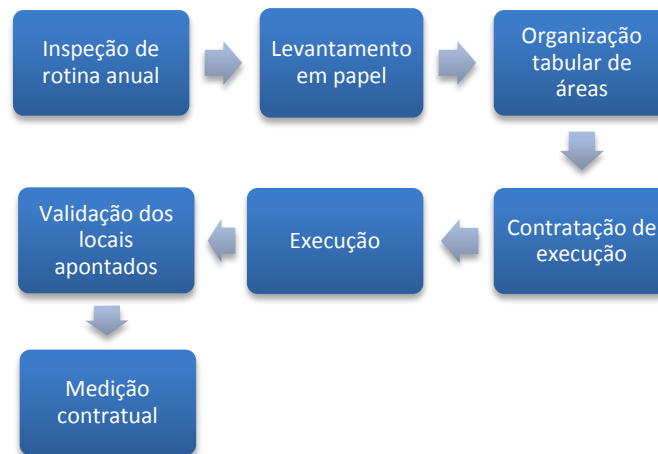 Inspeção de
rotina anual
Levantamento
em papel
Organização
tabular de
áreas
Contratação de
execução
Execução
Validação dos
locais
apontados
Medição
contratual